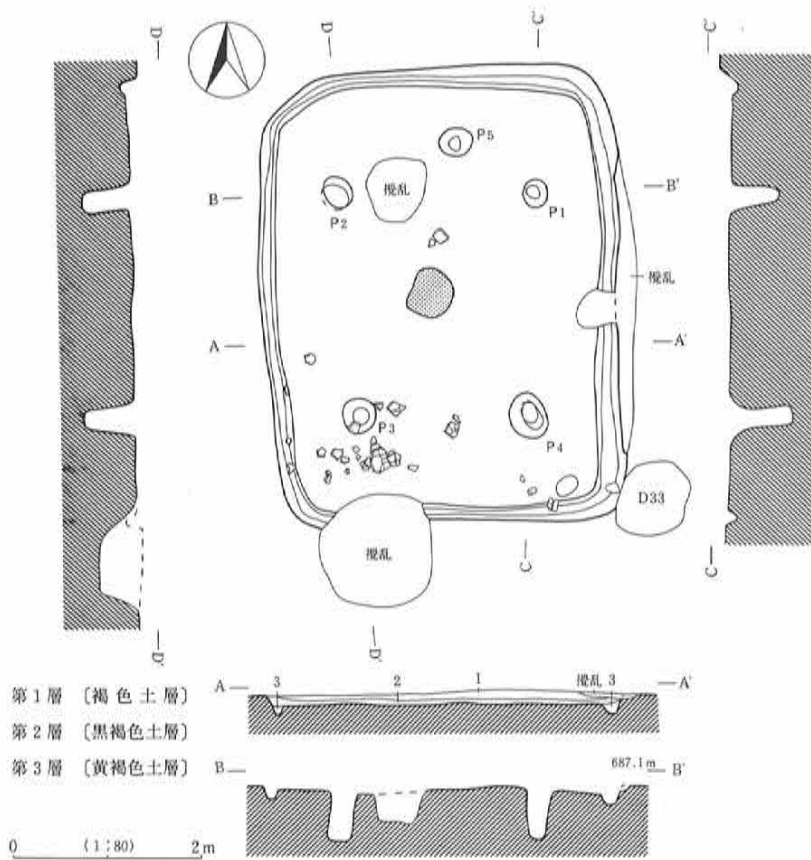 D
D
C
C
P5
B
攪乱
P1
B'
P2
攪乱
A
A'
P3
P4
D33
攪乱
C
C
D'
D'
第1層 〔褐色土層〕
第2層 〔黒褐色土層〕
第3層 〔黄褐色土層〕
A 3 2 1 攪乱 3 A'
B 687.1m B'
0 (1:80) 2m